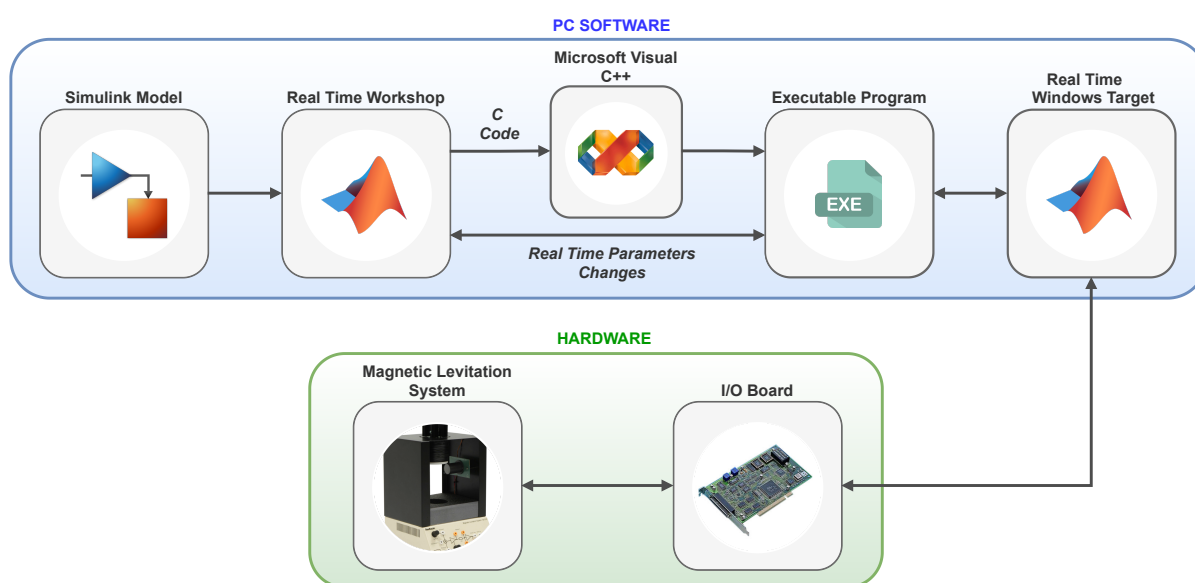 PC SOFTWARE
Microsoft Visual
C++
Simulink Model
Real Time Workshop
Executable Program
Real Time
Windows Target
C
Code
EXE
Real Time Parameters
Changes
HARDWARE
Magnetic Levitation
System
I/O Board